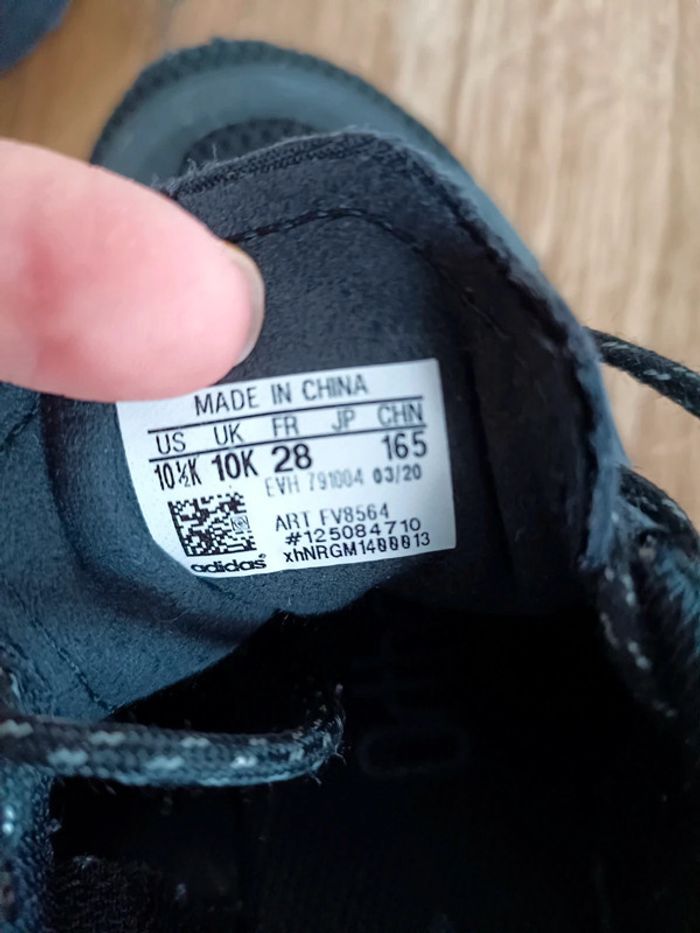 MADE IN CHINA
US UK FR JP CHN
10½K 10K 28 165
EVH 791004 03/20
ART FV8564
#125084710
xhNRGM1400013
adidas